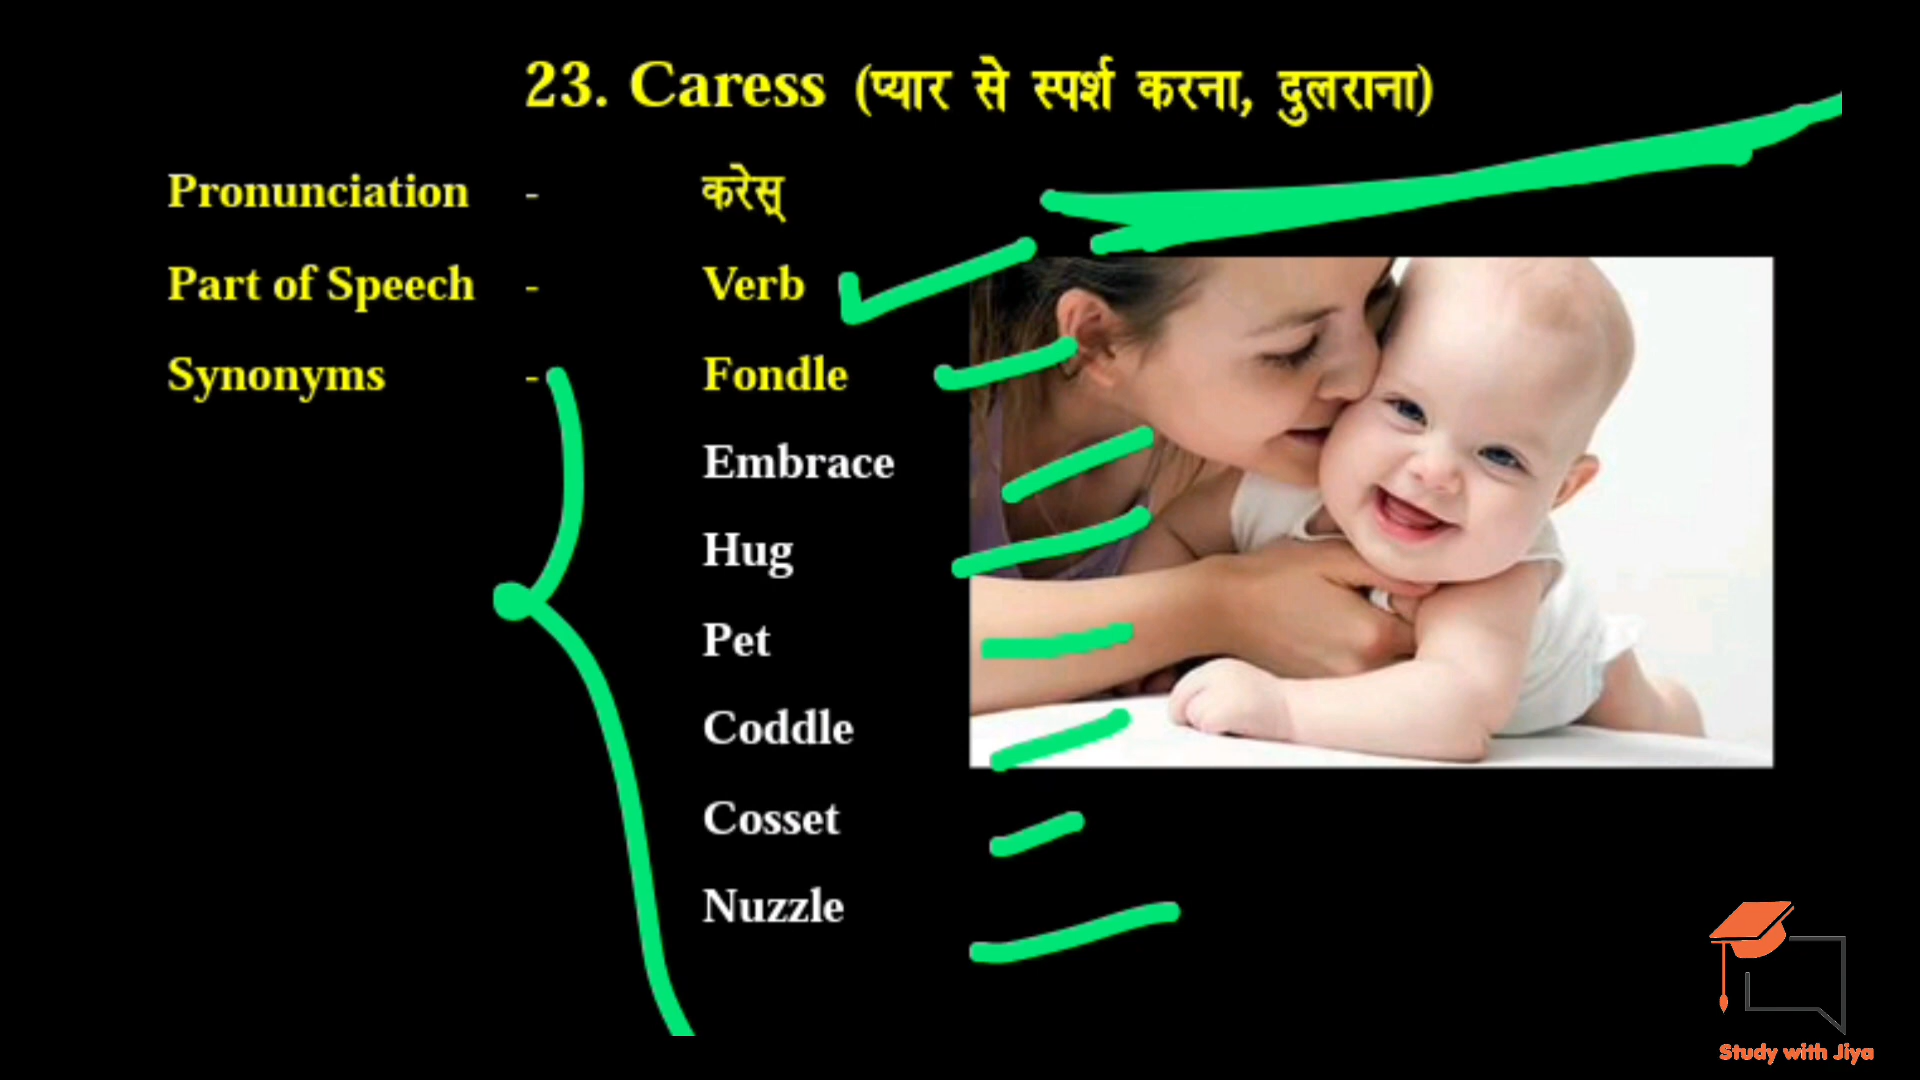 23. Caress (प्यार से स्पर्श करना, दुलराना)
Pronunciation - करेस्
Part of Speech - Verb
Synonyms - Fondle
Embrace
Hug
Pet
Coddle
Cosset
Nuzzle
Study with Jiya